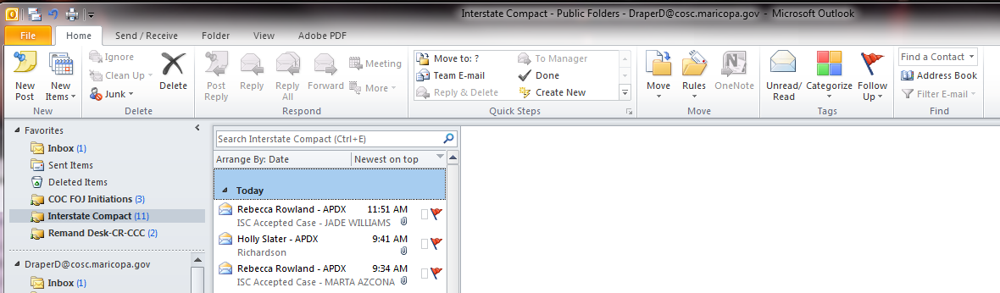 Interstate Compact - Public Folders - DraperD@cosc.maricopa.gov - Microsoft Outlook
File Home Send / Receive Folder View Adobe PDF
New Post
New Items
New
Ignore
Clean Up
Junk
Delete
Delete
Post Reply
Reply
Reply All
Forward
Meeting
More
Respond
Move to: ?
Team E-mail
Reply & Delete
To Manager
Done
Create New
Quick Steps
Move
Rules
OneNote
Move
Unread/ Read
Categorize
Follow Up
Tags
Find a Contact
Address Book
Filter E-mail
Find
Favorites
Inbox (1)
Sent Items
Deleted Items
COC FOJ Initiations (3)
Interstate Compact (11)
Remand Desk-CR-CCC (2)
DraperD@cosc.maricopa.gov
Inbox (1)
Search Interstate Compact (Ctrl+E)
Arrange By: Date Newest on top
Today
Rebecca Rowland - APDX 11:51 AM
ISC Accepted Case - JADE WILLIAMS
Holly Slater - APDX 9:41 AM
Richardson
Rebecca Rowland - APDX 9:34 AM
ISC Accepted Case - MARTA AZCONA